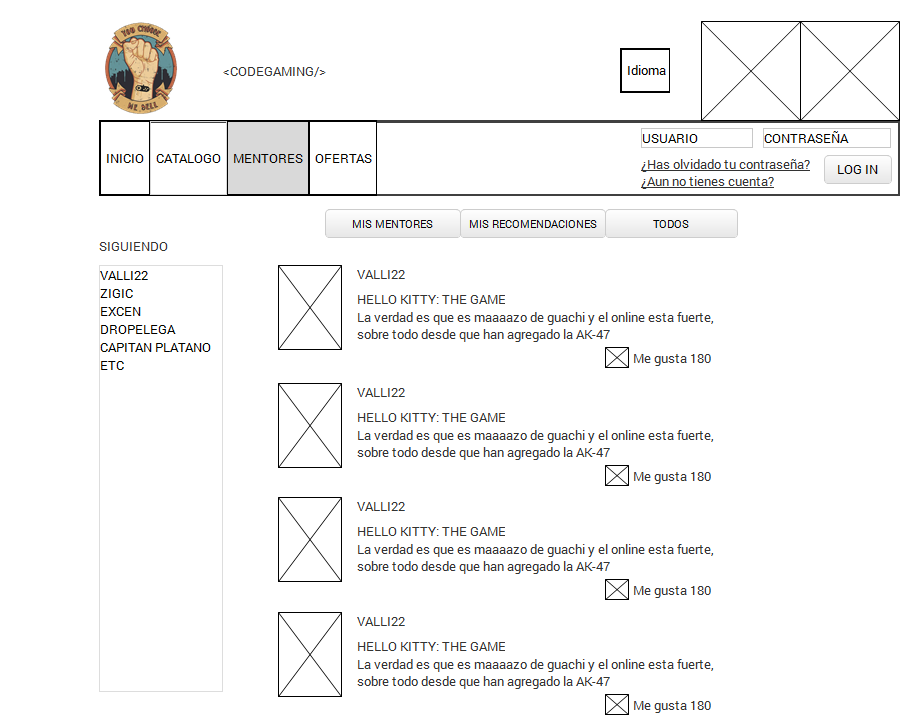 YOU CHOOSE
WE SELL
<CODEGAMING/>
Idioma
INICIO
CATALOGO
MENTORES
OFERTAS
USUARIO
CONTRASEÑA
¿Has olvidado tu contraseña?
¿Aun no tienes cuenta?
LOG IN
MIS MENTORES
MIS RECOMENDACIONES
TODOS
SIGUIENDO
VALLI22
ZIGIC
EXCEN
DROPELEGA
CAPITAN PLATANO
ETC
VALLI22
HELLO KITTY: THE GAME
La verdad es que es maaaazo de guachi y el online esta fuerte,
sobre todo desde que han agregado la AK-47
Me gusta 180
VALLI22
HELLO KITTY: THE GAME
La verdad es que es maaaazo de guachi y el online esta fuerte,
sobre todo desde que han agregado la AK-47
Me gusta 180
VALLI22
HELLO KITTY: THE GAME
La verdad es que es maaaazo de guachi y el online esta fuerte,
sobre todo desde que han agregado la AK-47
Me gusta 180
VALLI22
HELLO KITTY: THE GAME
La verdad es que es maaaazo de guachi y el online esta fuerte,
sobre todo desde que han agregado la AK-47
Me gusta 180